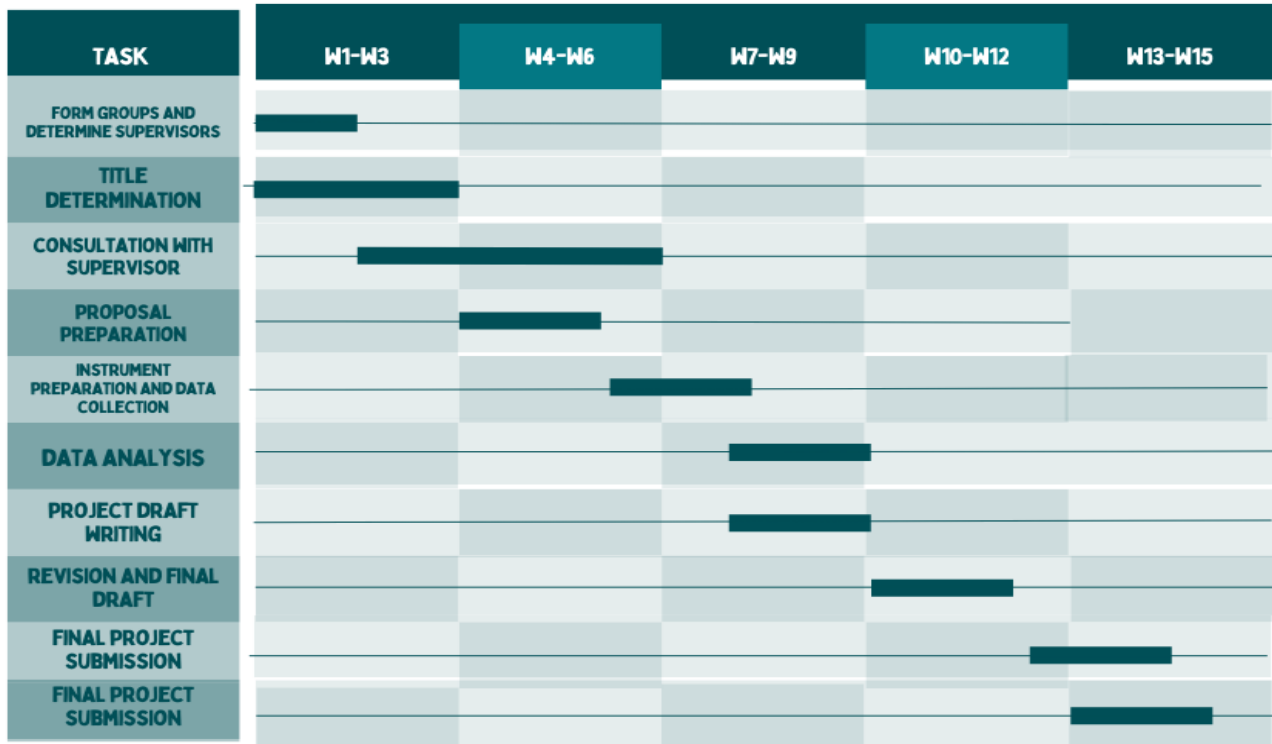 TASK
W1-W3
W4-W6
W7-W9
W10-W12
W13-W15
FORM GROUPS AND
DETERMINE SUPERVISORS
TITLE
DETERMINATION
CONSULTATION WITH
SUPERVISOR
PROPOSAL
PREPARATION
INSTRUMENT
PREPARATION AND DATA
COLLECTION
DATA ANALYSIS
PROJECT DRAFT
WRITING
REVISION AND FINAL
DRAFT
FINAL PROJECT
SUBMISSION
FINAL PROJECT
SUBMISSION